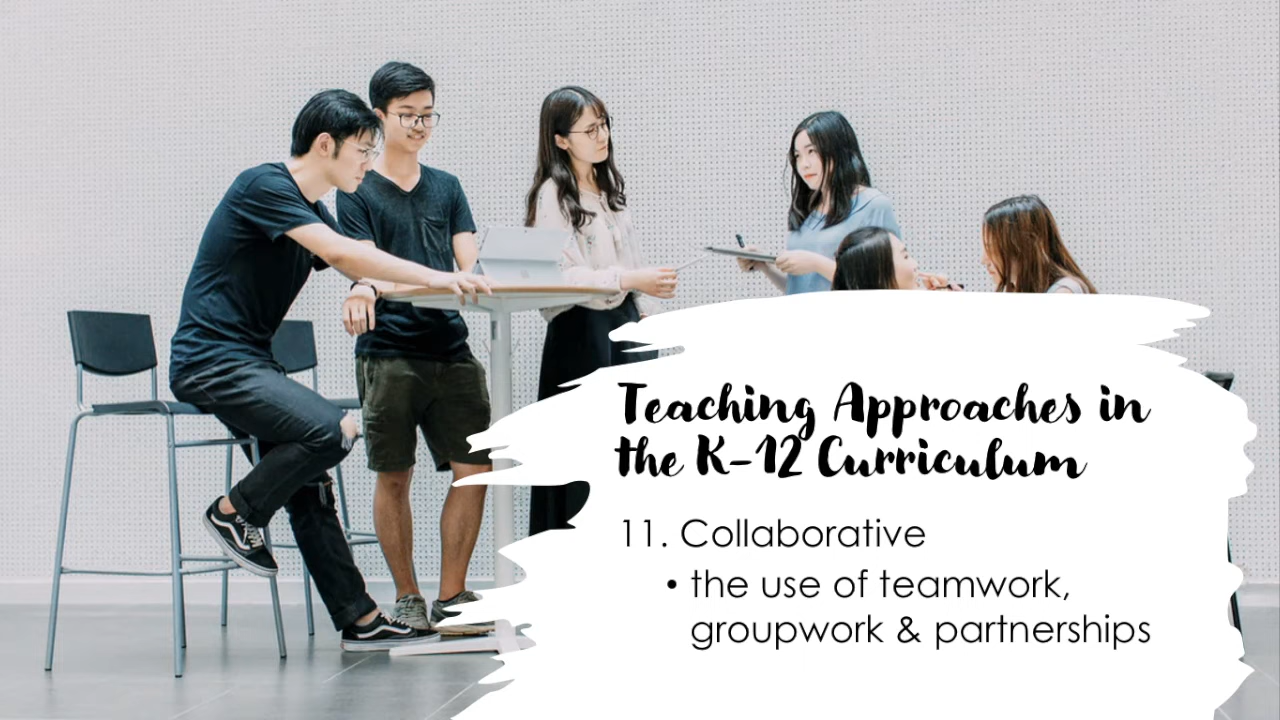 Teaching Approaches in
the K-12 Curriculum
11. Collaborative
• the use of teamwork,
groupwork & partnerships